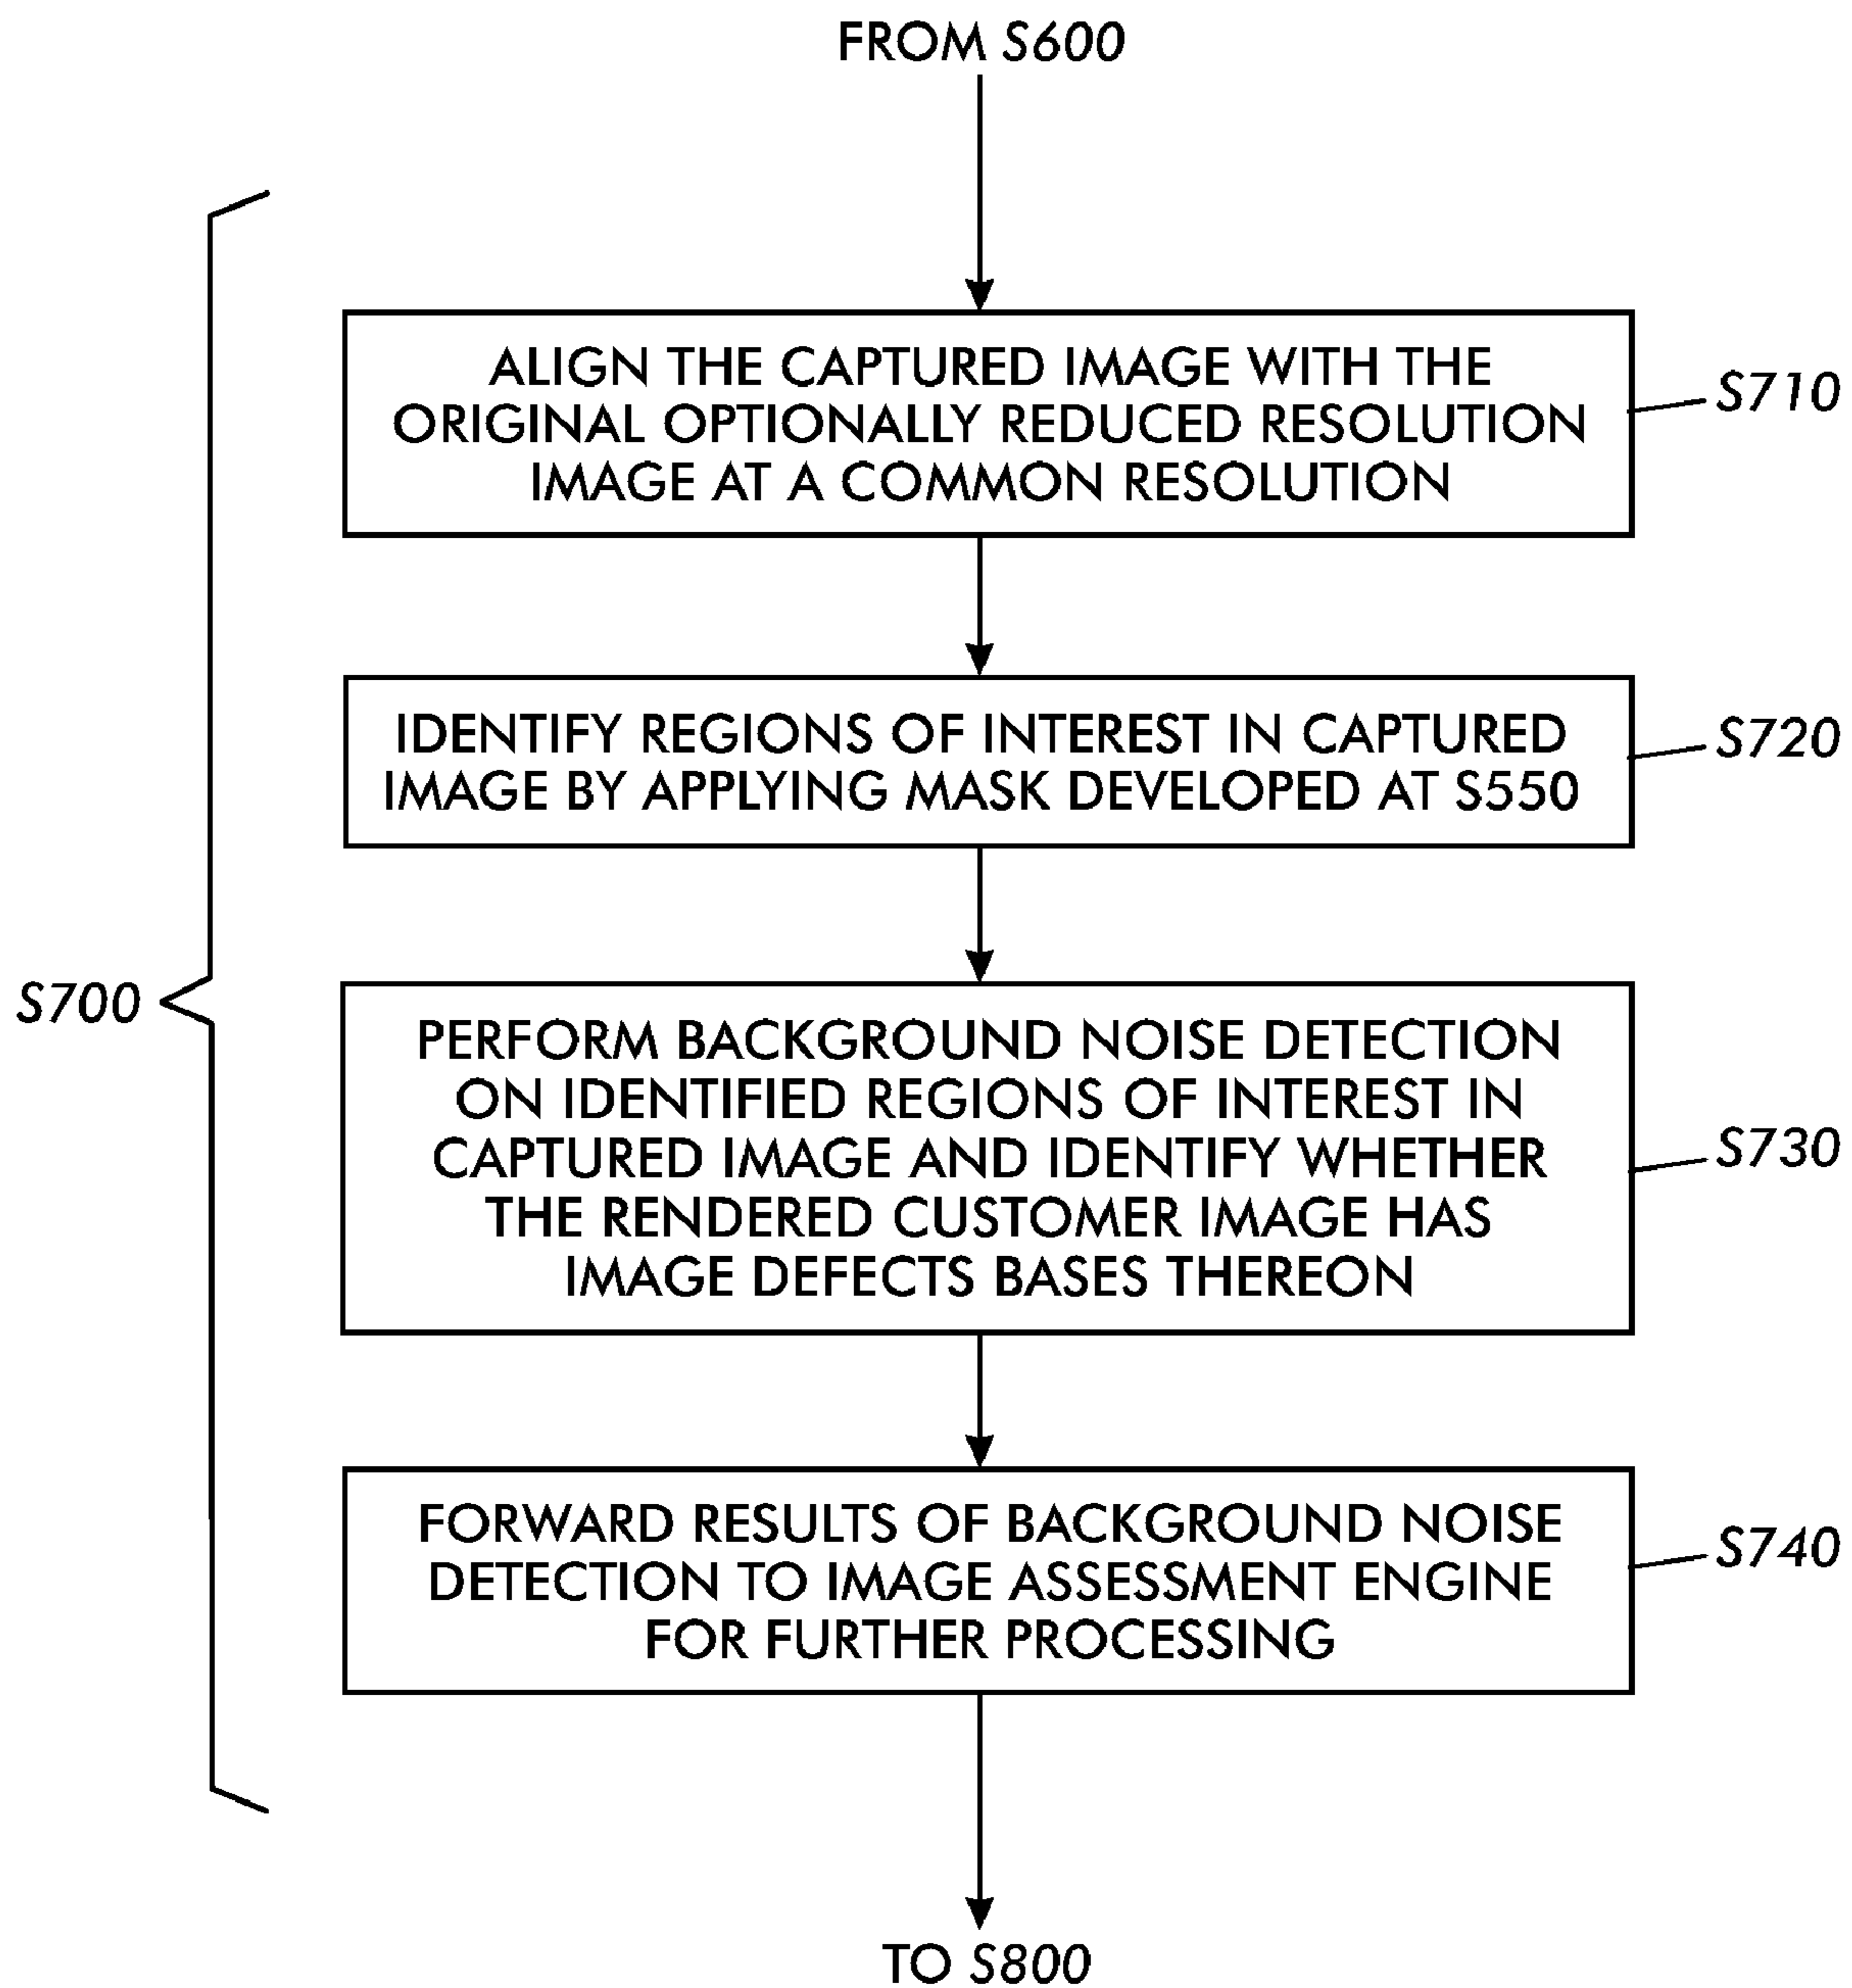 FROM S600
ALIGN THE CAPTURED IMAGE WITH THE
ORIGINAL OPTIONALLY REDUCED RESOLUTION
IMAGE AT A COMMON RESOLUTION
S710
IDENTIFY REGIONS OF INTEREST IN CAPTURED
IMAGE BY APPLYING MASK DEVELOPED AT S550
S720
S700
PERFORM BACKGROUND NOISE DETECTION
ON IDENTIFIED REGIONS OF INTEREST IN
CAPTURED IMAGE AND IDENTIFY WHETHER
THE RENDERED CUSTOMER IMAGE HAS
IMAGE DEFECTS BASES THEREON
S730
FORWARD RESULTS OF BACKGROUND NOISE
DETECTION TO IMAGE ASSESSMENT ENGINE
FOR FURTHER PROCESSING
S740
TO S800